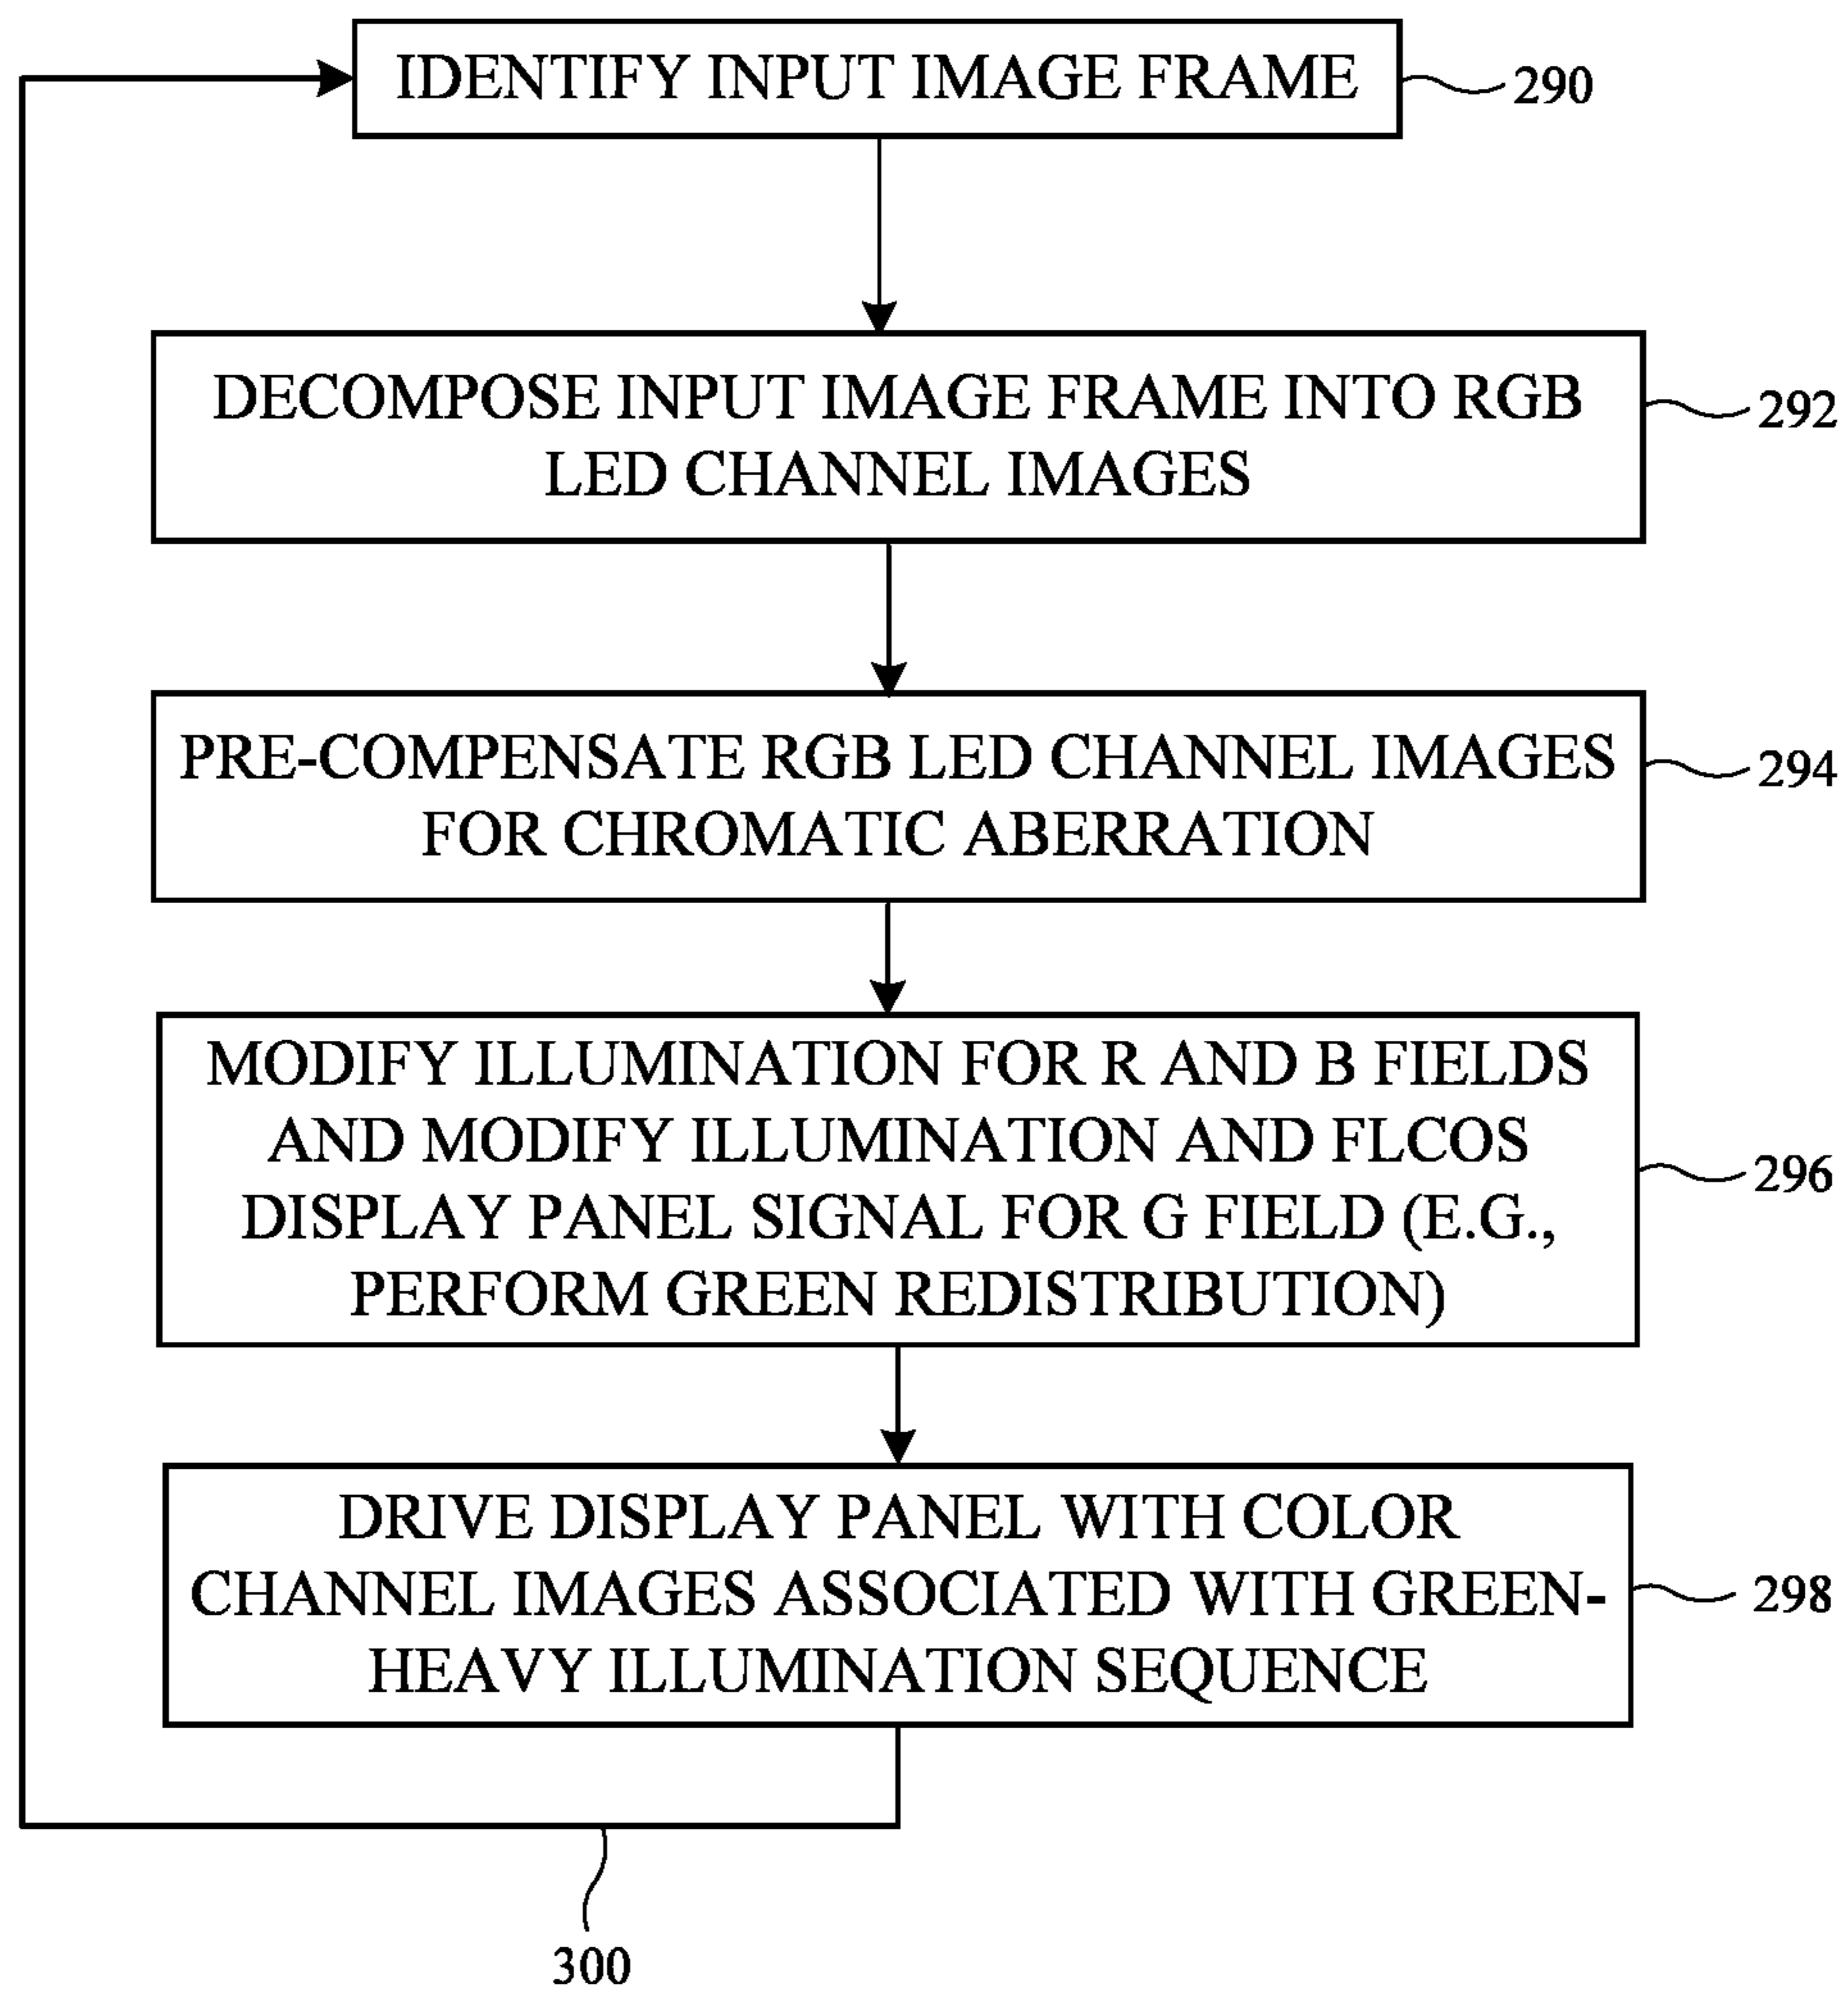 IDENTIFY INPUT IMAGE FRAME
290
DECOMPOSE INPUT IMAGE FRAME INTO RGB
LED CHANNEL IMAGES
292
PRE-COMPENSATE RGB LED CHANNEL IMAGES
FOR CHROMATIC ABERRATION
294
MODIFY ILLUMINATION FOR R AND B FIELDS
AND MODIFY ILLUMINATION AND FLCOS
DISPLAY PANEL SIGNAL FOR G FIELD (E.G.,
PERFORM GREEN REDISTRIBUTION)
296
DRIVE DISPLAY PANEL WITH COLOR
CHANNEL IMAGES ASSOCIATED WITH GREEN-
HEAVY ILLUMINATION SEQUENCE
298
300